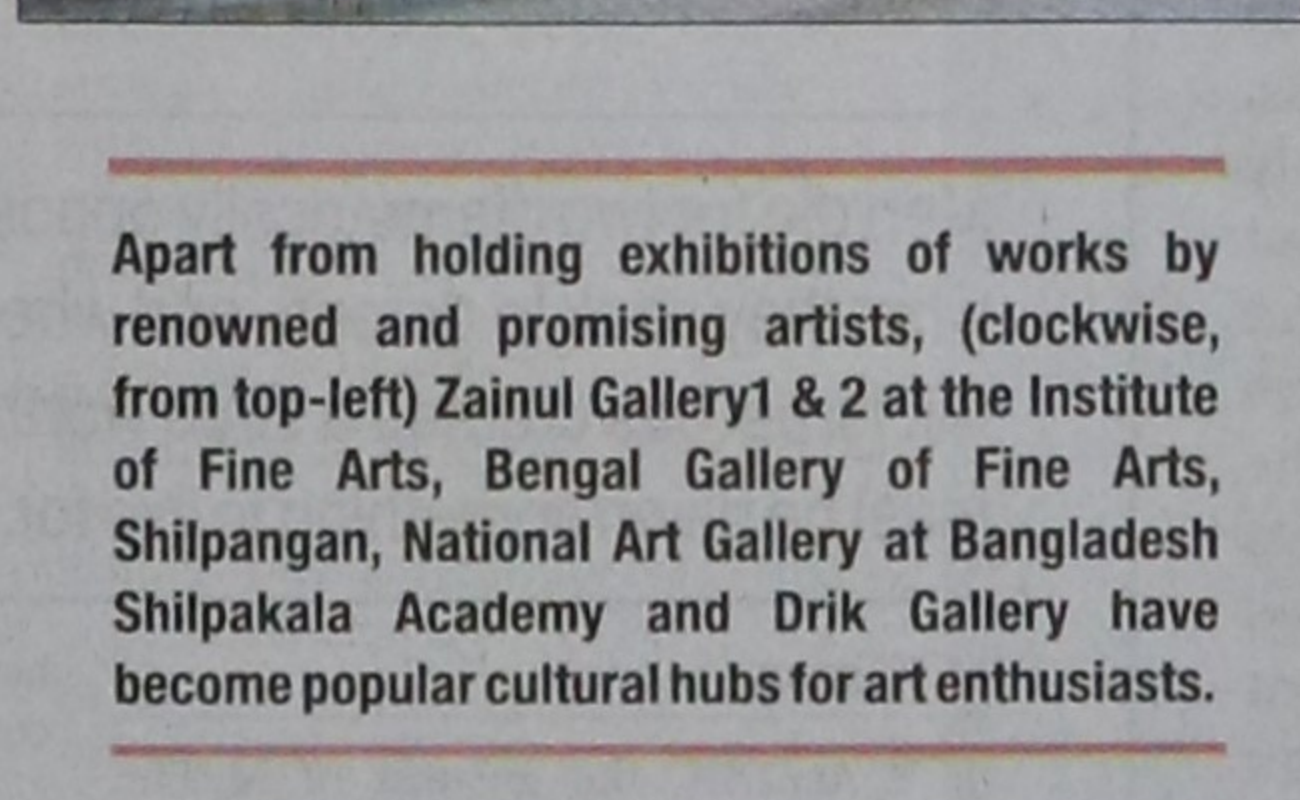 Apart from holding exhibitions of works by
renowned and promising artists, (clockwise,
from top-left) Zainul Gallery1 & 2 at the Institute
of Fine Arts, Bengal Gallery of Fine Arts,
Shilpangan, National Art Gallery at Bangladesh
Shilpakala Academy and Drik Gallery have
become popular cultural hubs for art enthusiasts.